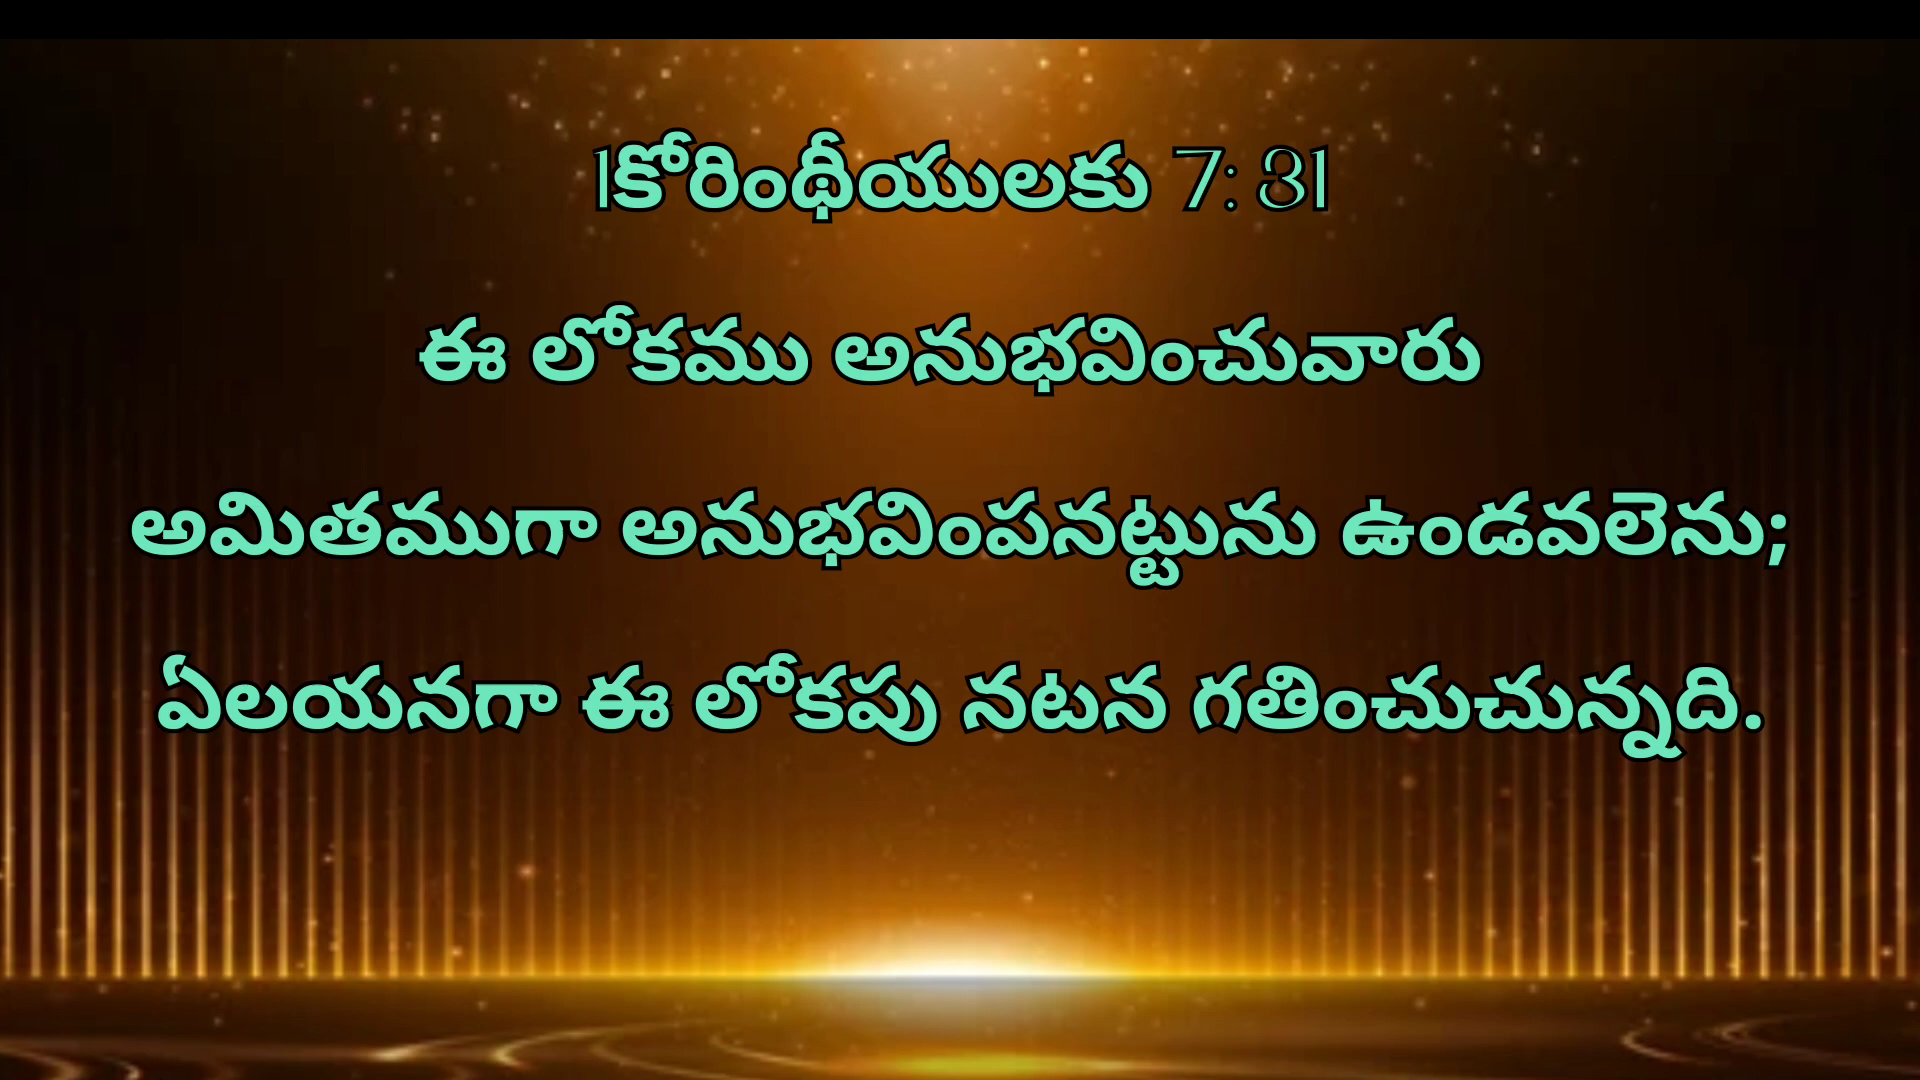 1కోరింథీయులకు 7: 31
ఈ లోకము అనుభవించువారు
అమితముగా అనుభవింపనట్టును ఉండవలెను;
ఏలయనగా ఈ లోకపు నటన గతించుచున్నది.